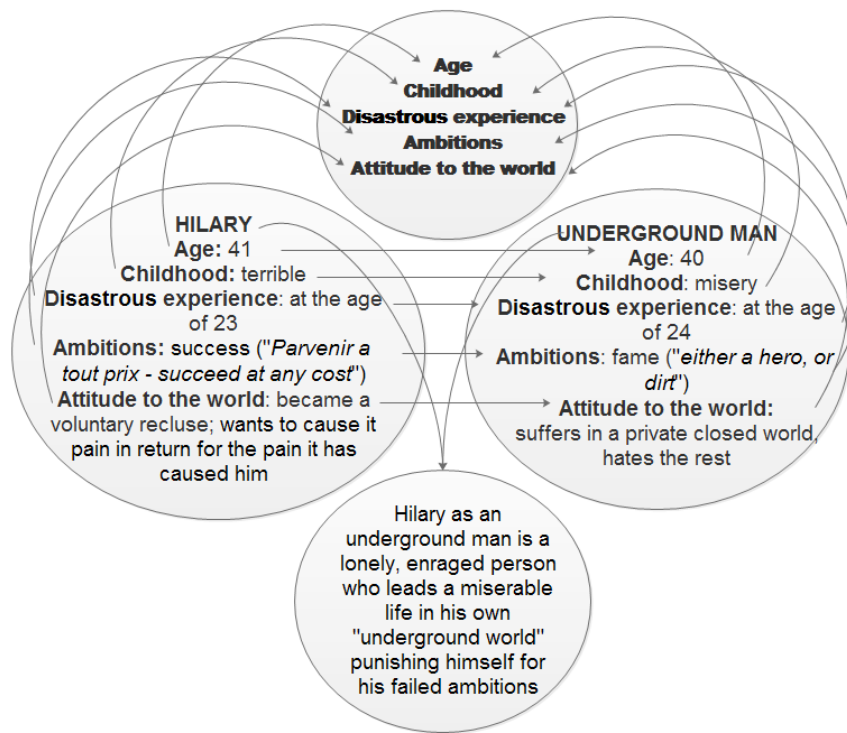 Age
Childhood
Disastrous experience
Ambitions
Attitude to the world
HILARY
Age: 41
Childhood: terrible
Disastrous experience: at the age
of 23
Ambitions: success ("Parvenir a
tout prix - succeed at any cost")
Attitude to the world: became a
voluntary recluse; wants to cause it
pain in return for the pain it has
caused him
UNDERGROUND MAN
Age: 40
Childhood: misery
Disastrous experience: at the age
of 24
Ambitions: fame ("either a hero, or
dirt")
Attitude to the world:
suffers in a private closed world,
hates the rest
Hilary as an
underground man is a
lonely, enraged person
who leads a miserable
life in his own
"underground world"
punishing himself for
his failed ambitions